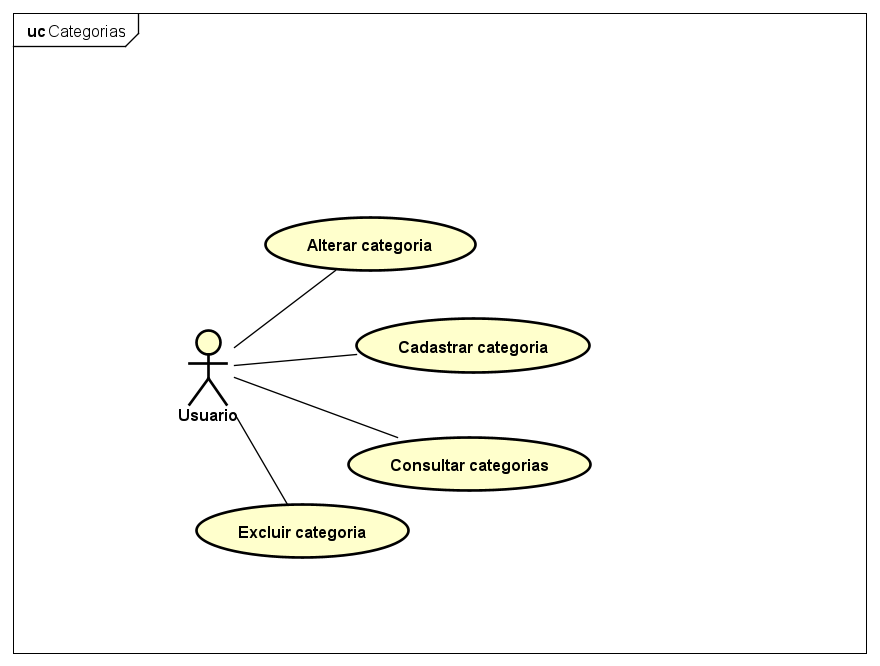 uc Categorias
Alterar categoria
Cadastrar categoria
Usuario
Consultar categorias
Excluir categoria